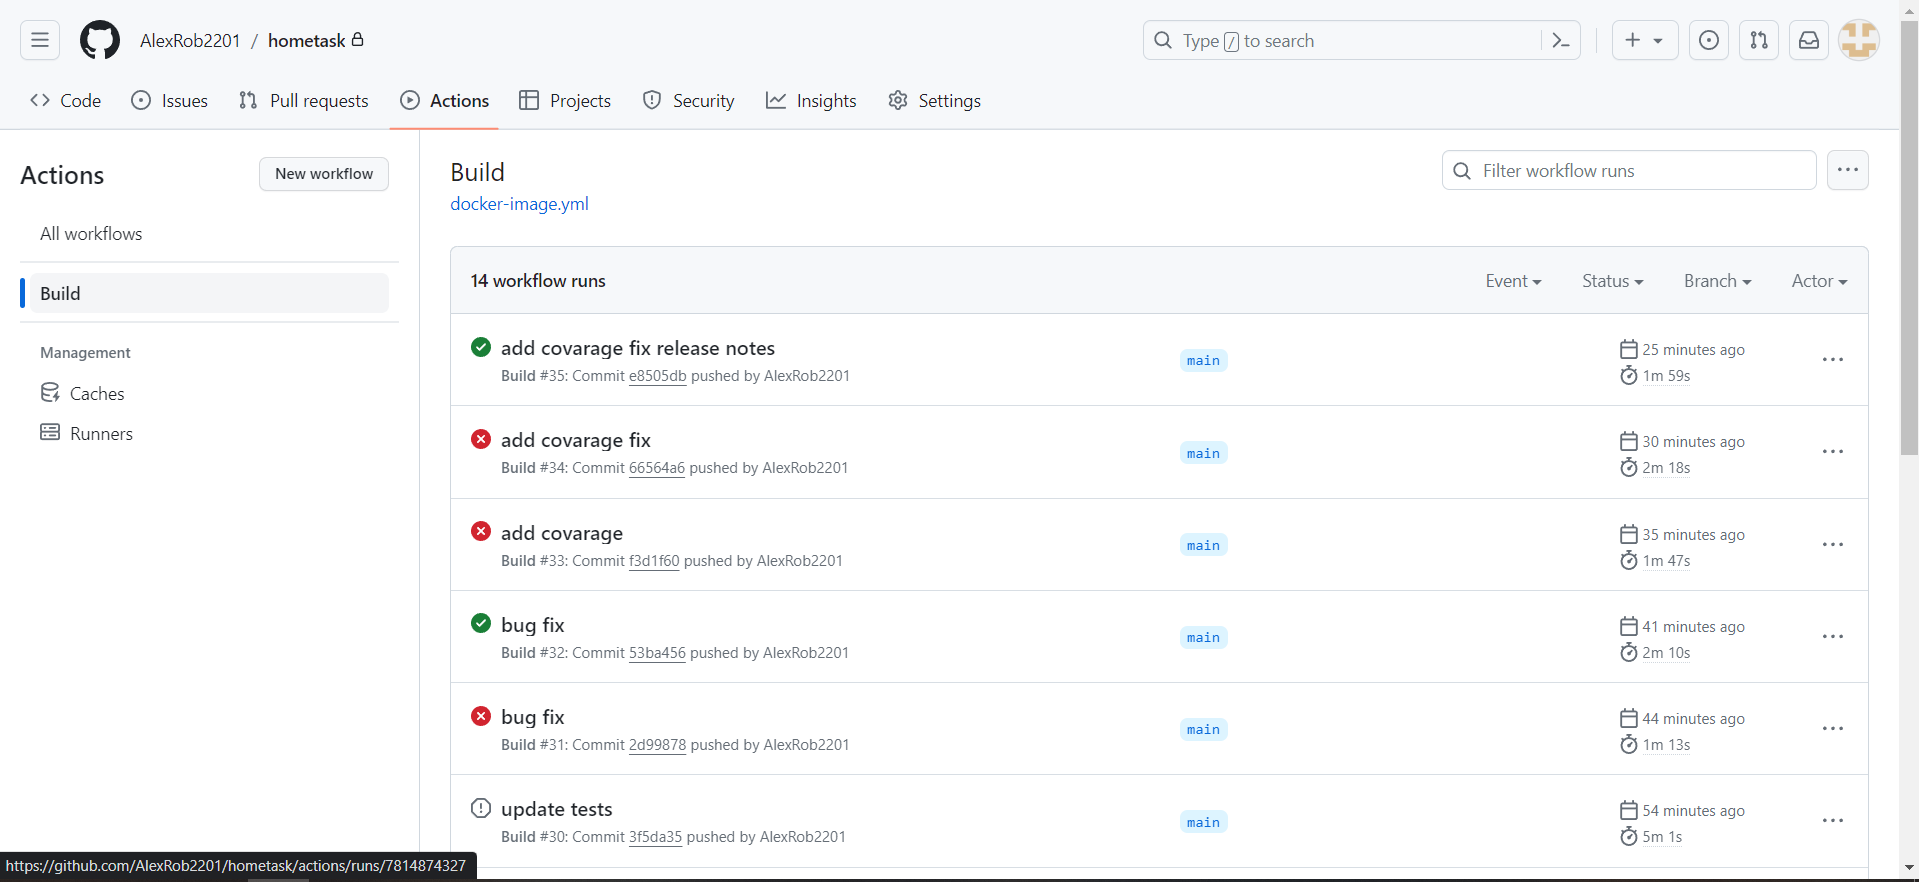 AlexRob2201 / hometask
Type / to search
Code
Issues
Pull requests
Actions
Projects
Security
Insights
Settings
Actions
New workflow
All workflows
Build
Management
Caches
Runners
Build
docker-image.yml
Filter workflow runs
14 workflow runs
Event
Status
Branch
Actor
add covarage fix release notes
Build #35: Commit e8505db pushed by AlexRob2201
main
25 minutes ago
1m 59s
add covarage fix
Build #34: Commit 66564a6 pushed by AlexRob2201
main
30 minutes ago
2m 18s
add covarage
Build #33: Commit f3d1f60 pushed by AlexRob2201
main
35 minutes ago
1m 47s
bug fix
Build #32: Commit 53ba456 pushed by AlexRob2201
main
41 minutes ago
2m 10s
bug fix
Build #31: Commit 2d99878 pushed by AlexRob2201
main
44 minutes ago
1m 13s
update tests
Build #30: Commit 3f5da35 pushed by AlexRob2201
main
54 minutes ago
5m 1s
https://github.com/AlexRob2201/hometask/actions/runs/7814874327